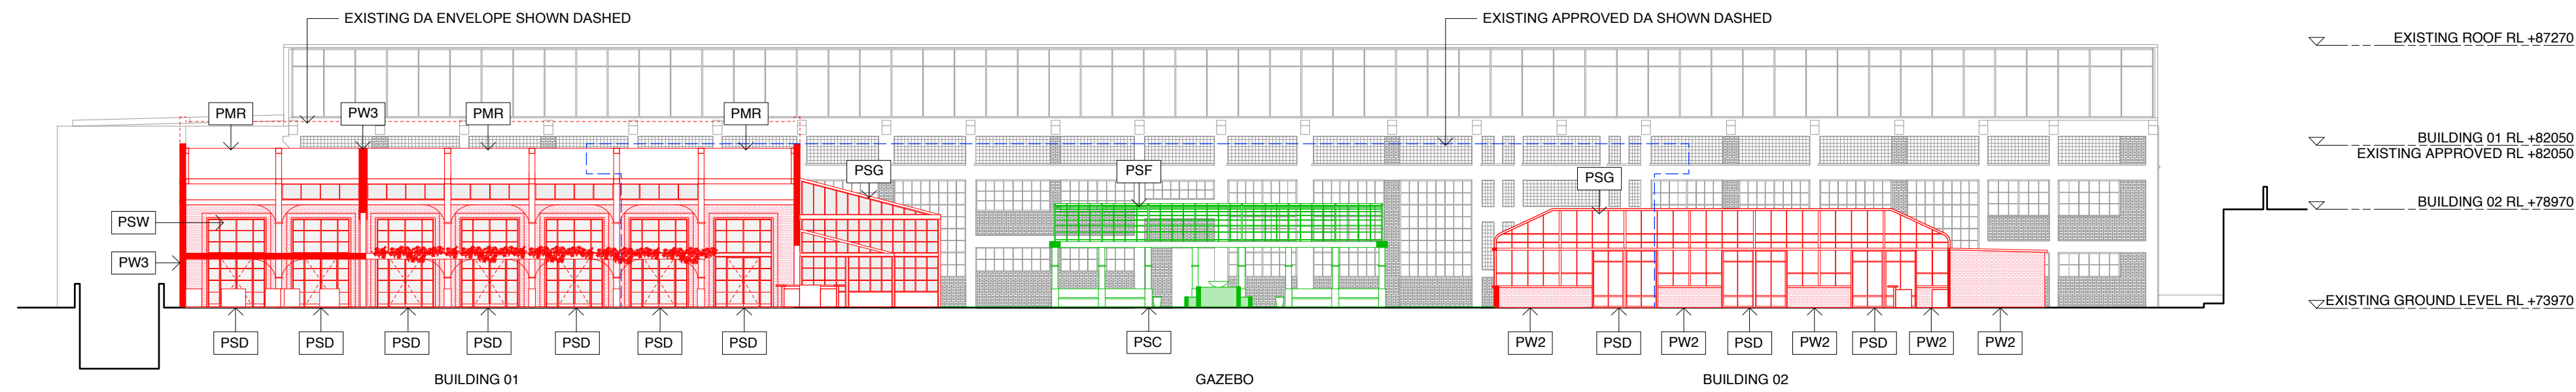 EXISTING DA ENVELOPE SHOWN DASHED
EXISTING APPROVED DA SHOWN DASHED
EXISTING ROOF RL +87270
PMR
PW3
PMR
PMR
BUILDING 01 RL +82050
EXISTING APPROVED RL +82050
PSG
PSF
PSG
BUILDING 02 RL +78970
PSW
PW3
EXISTING GROUND LEVEL RL +73970
PSD
PSD
PSD
PSD
PSD
PSD
PSD
PSC
PW2
PSD
PW2
PSD
PW2
PSD
PW2
PW2
BUILDING 01
GAZEBO
BUILDING 02